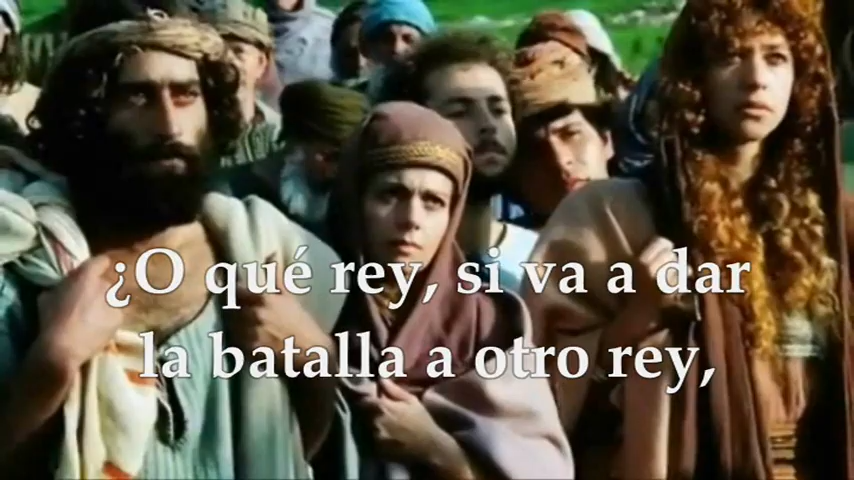 ¿O qué rey, si va a dar
la batalla a otro rey,